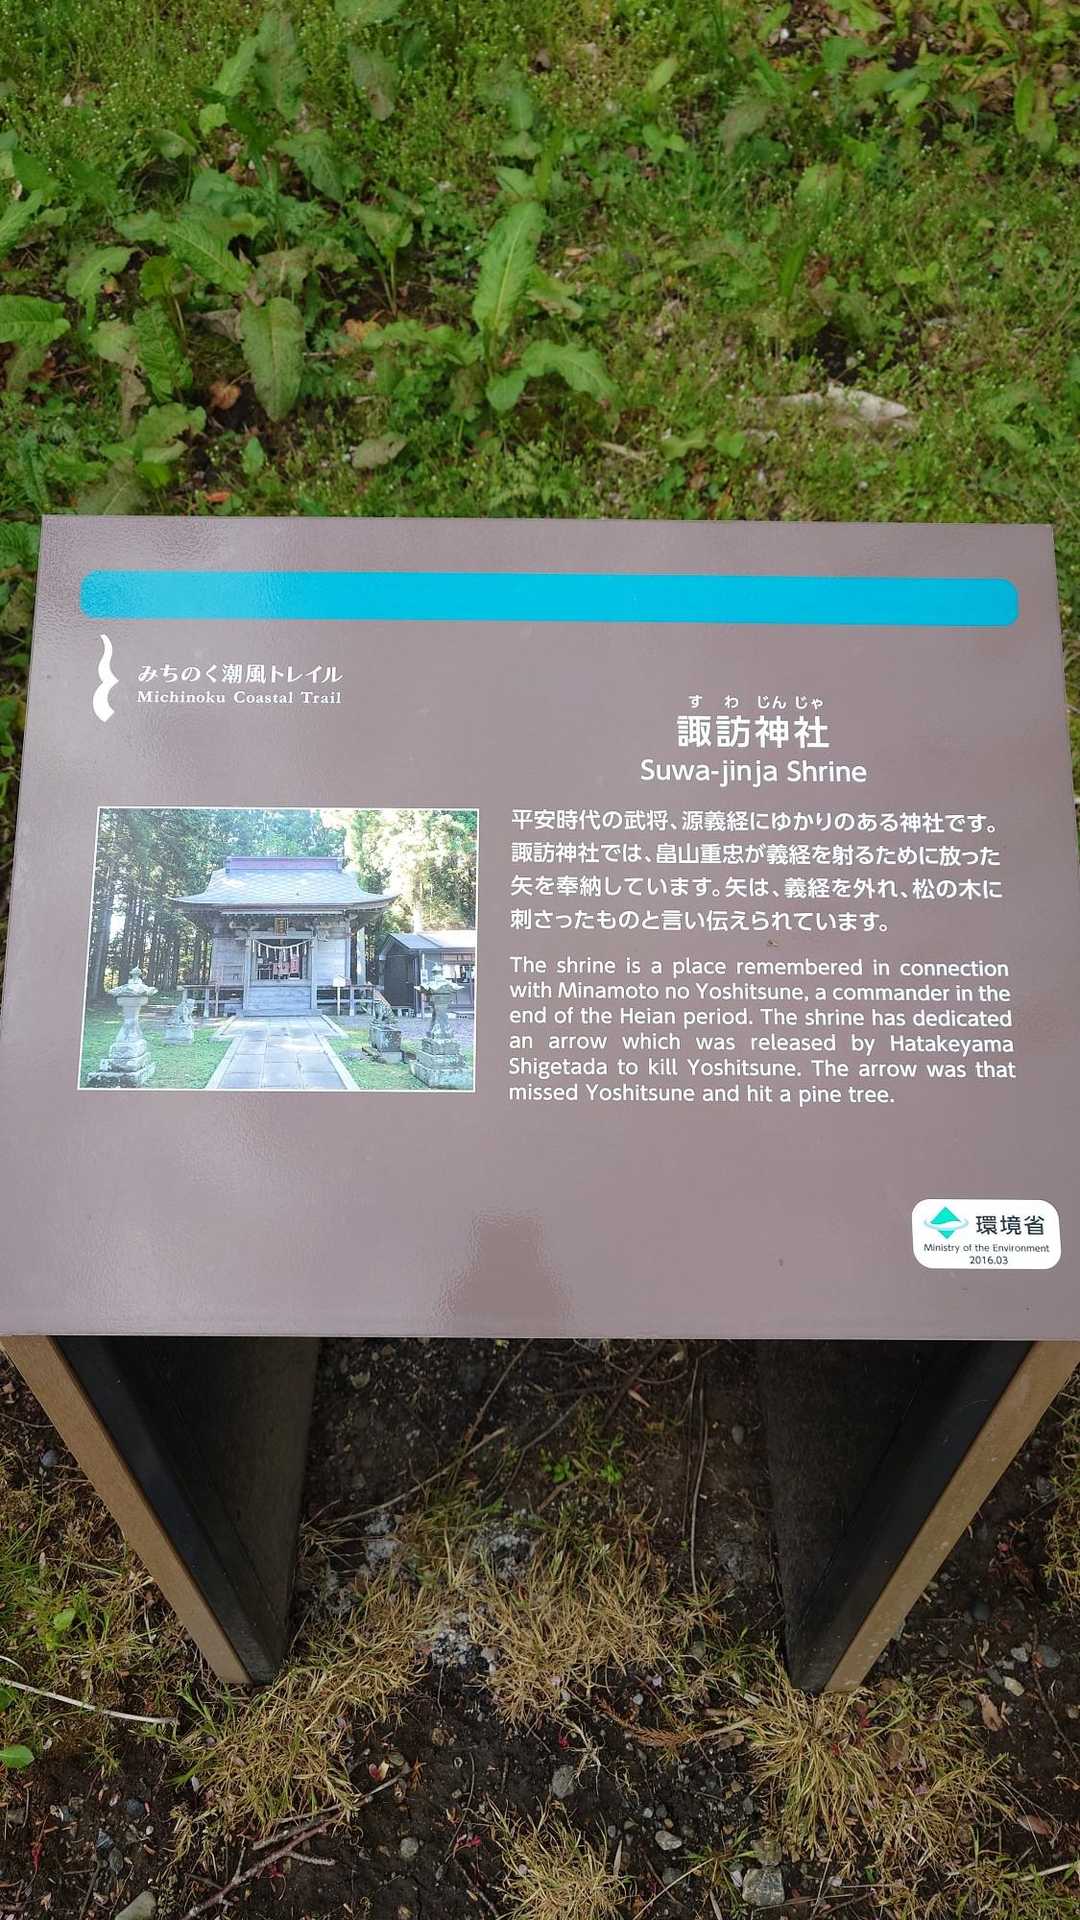 みちのく潮風トレイル
Michinoku Coastal Trail
すわじんじゃ
諏訪神社
Suwa-jinja Shrine
平安時代の武将、源義経にゆかりのある神社です。
諏訪神社では、畠山重忠が義経を射るために放った
矢を奉納しています。矢は、義経を外れ、松の木に
刺さったものと言い伝えられています。
The shrine is a place remembered in connection
with Minamoto no Yoshitsune, a commander in the
end of the Heian period. The shrine has dedicated
an arrow which was released by Hatakeyama
Shigetada to kill Yoshitsune. The arrow was that
missed Yoshitsune and hit a pine tree.
環境省
Ministry of the Environment
2016.03